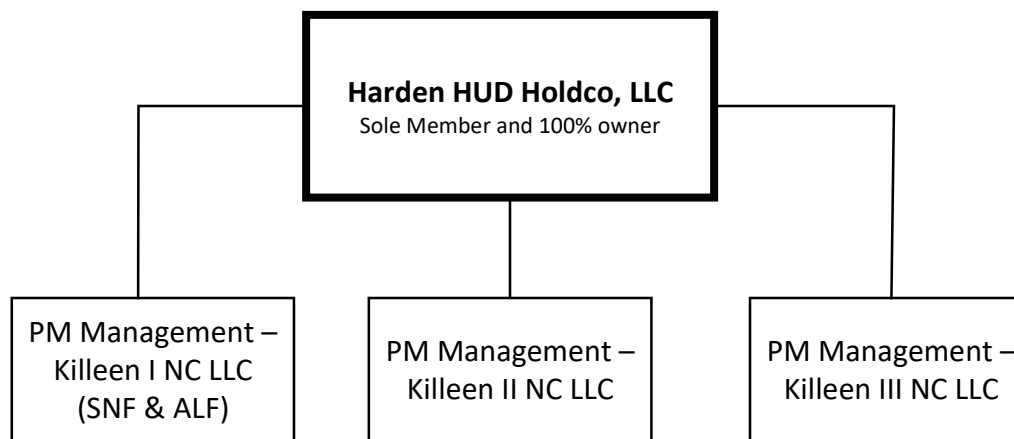 Harden HUD Holdco, LLC
Sole Member and 100% owner
PM Management –
Killeen I NC LLC
(SNF & ALF)
PM Management –
Killeen II NC LLC
PM Management –
Killeen III NC LLC